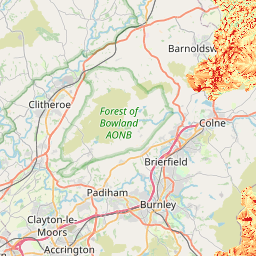 Barnoldsw
Clitheroe
Forest of
Bowland
AONB
Colne
Brierfield
Padiham
Burnley
Clayton-le-
Moors
Accrington